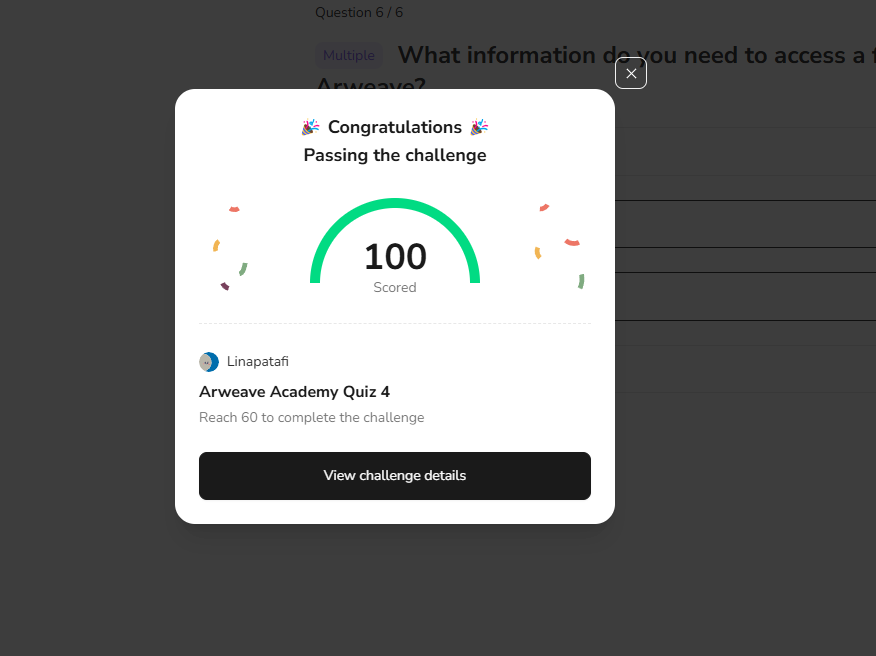 Question 6 / 6
Multiple What information do you need to access a
Arweave?
🎉 Congratulations 🎉
Passing the challenge
100
Scored
Linapatafi
Arweave Academy Quiz 4
Reach 60 to complete the challenge
View challenge details